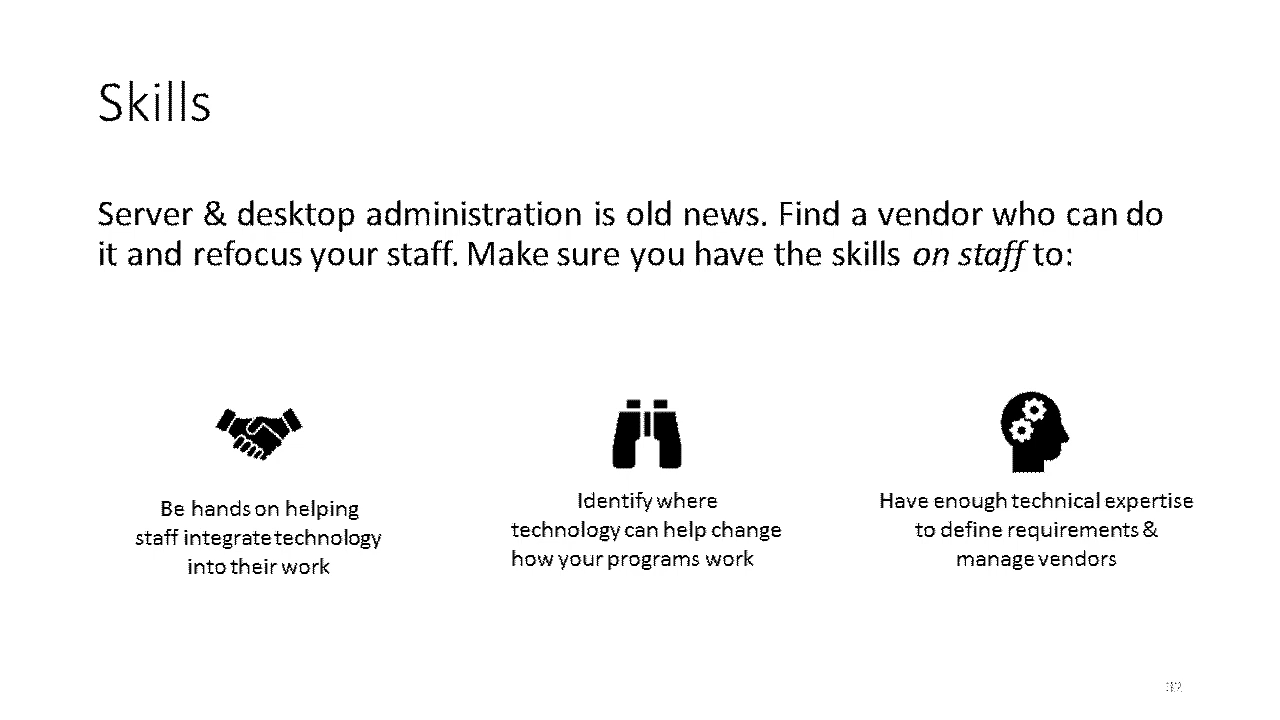 Skills
Server & desktop administration is old news. Find a vendor who can do
it and refocus your staff. Make sure you have the skills on staff to:
Be hands on helping
staff integrate technology
into their work
Identify where
technology can help change
how your programs work
Have enough technical expertise
to define requirements &
manage vendors